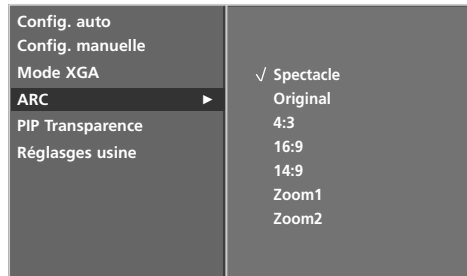 Config. auto
Config. manuelle
Mode XGA
ARC ►
PIP Transparence
Réglasges usine
√ Spectacle
Original
4:3
16:9
14:9
Zoom1
Zoom2